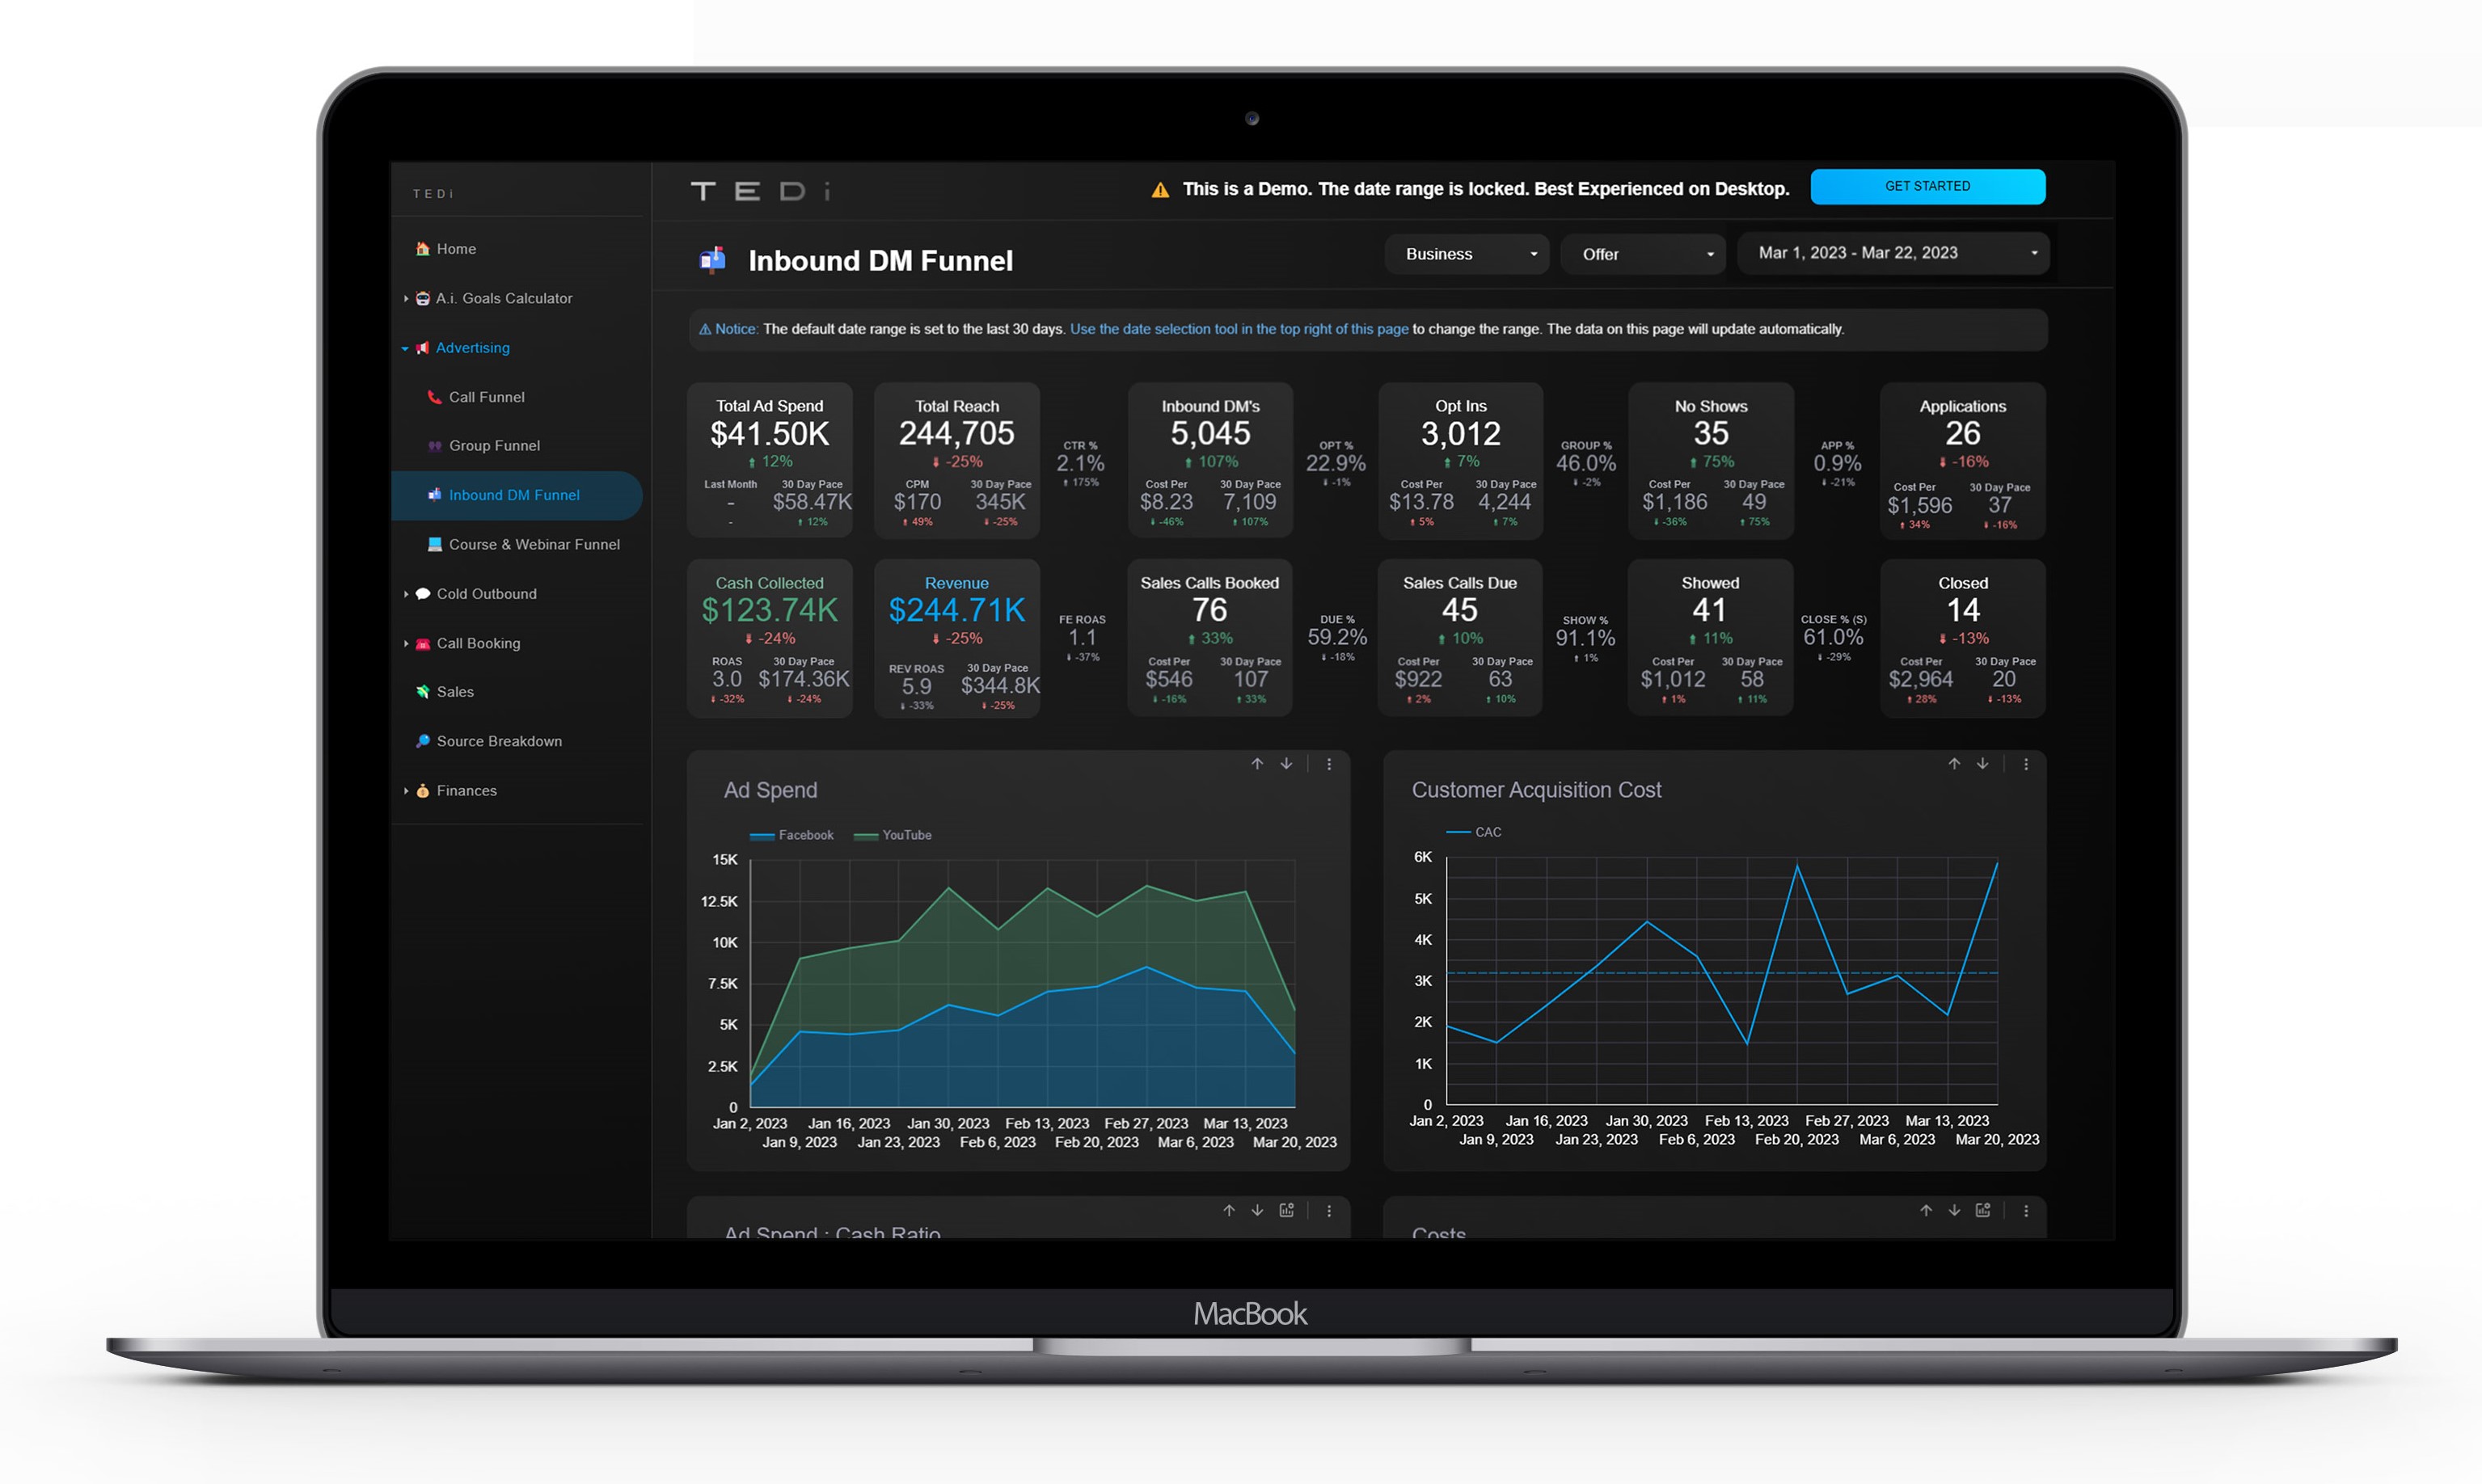 TEDi
Home
A.i. Goals Calculator
Advertising
Call Funnel
Group Funnel
Inbound DM Funnel
Course & Webinar Funnel
Cold Outbound
Call Booking
Sales
Source Breakdown
Finances
TEDi
This is a Demo. The date range is locked. Best Experienced on Desktop.
GET STARTED
Inbound DM Funnel
Business
Offer
Mar 1, 2023 - Mar 22, 2023
Notice: The default date range is set to the last 30 days. Use the date selection tool in the top right of this page to change the range. The data on this page will update automatically.
Total Ad Spend
$41.50K
12%
Last Month 30 Day Pace
- $58.47K
- 12%
Total Reach
244,705
-25%
CPM 30 Day Pace
$170 345K
49% -25%
CTR %
2.1%
175%
Inbound DM's
5,045
107%
Cost Per 30 Day Pace
$8.23 7,109
-46% 107%
OPT %
22.9%
-1%
Opt Ins
3,012
7%
Cost Per 30 Day Pace
$13.78 4,244
5% 7%
GROUP %
46.0%
-2%
No Shows
35
75%
Cost Per 30 Day Pace
$1,186 49
-36% 75%
APP %
0.9%
-21%
Applications
26
-16%
Cost Per 30 Day Pace
$1,596 37
34% -16%
Cash Collected
$123.74K
-24%
ROAS 30 Day Pace
3.0 $174.36K
-32% -24%
Revenue
$244.71K
-25%
REV ROAS 30 Day Pace
5.9 $344.8K
-33% -25%
FE ROAS
1.1
-37%
Sales Calls Booked
76
33%
Cost Per 30 Day Pace
$546 107
-16% 33%
DUE %
59.2%
-18%
Sales Calls Due
45
10%
Cost Per 30 Day Pace
$922 63
2% 10%
SHOW %
91.1%
1%
Showed
41
11%
Cost Per 30 Day Pace
$1,012 58
1% 11%
CLOSE % (S)
61.0%
-29%
Closed
14
-13%
Cost Per 30 Day Pace
$2,964 20
28% -13%
Ad Spend
Facebook YouTube
15K
12.5K
10K
7.5K
5K
2.5K
0
Jan 2, 2023 Jan 16, 2023 Jan 30, 2023 Feb 13, 2023 Feb 27, 2023 Mar 13, 2023
Jan 9, 2023 Jan 23, 2023 Feb 6, 2023 Feb 20, 2023 Mar 6, 2023 Mar 20, 2023
Customer Acquisition Cost
CAC
6K
5K
4K
3K
2K
1K
0
Jan 2, 2023 Jan 16, 2023 Jan 30, 2023 Feb 13, 2023 Feb 27, 2023 Mar 13, 2023
Jan 9, 2023 Jan 23, 2023 Feb 6, 2023 Feb 20, 2023 Mar 6, 2023 Mar 20, 2023
Ad Spend : Cash Ratio
Costs
MacBook